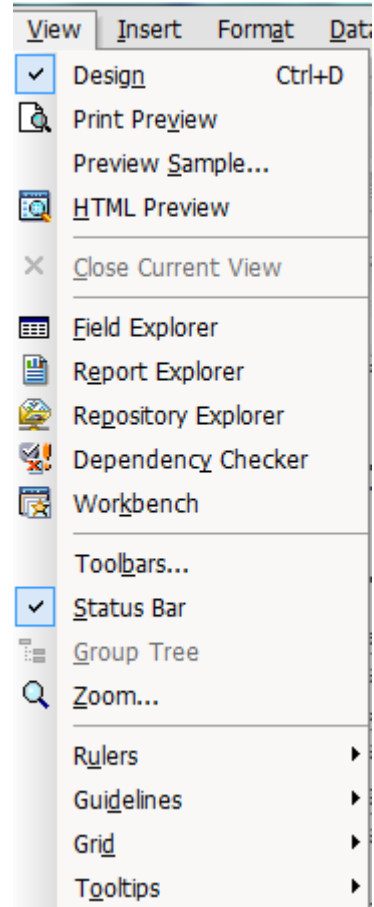 View Insert Format Data
Design Ctrl+D
Print Preview
Preview Sample...
HTML Preview
Close Current View
Field Explorer
Report Explorer
Repository Explorer
Dependency Checker
Workbench
Toolbars...
Status Bar
Group Tree
Zoom...
Rulers
Guidelines
Grid
Tooltips